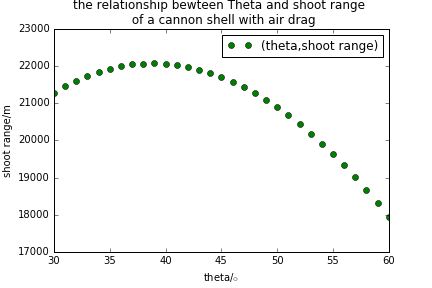 the relationship bewteen Theta and shoot range
of a cannon shell with air drag
(theta,shoot range)
shoot range/m
23000
22000
21000
20000
19000
18000
17000
30
35
40
45
50
55
60
theta/○